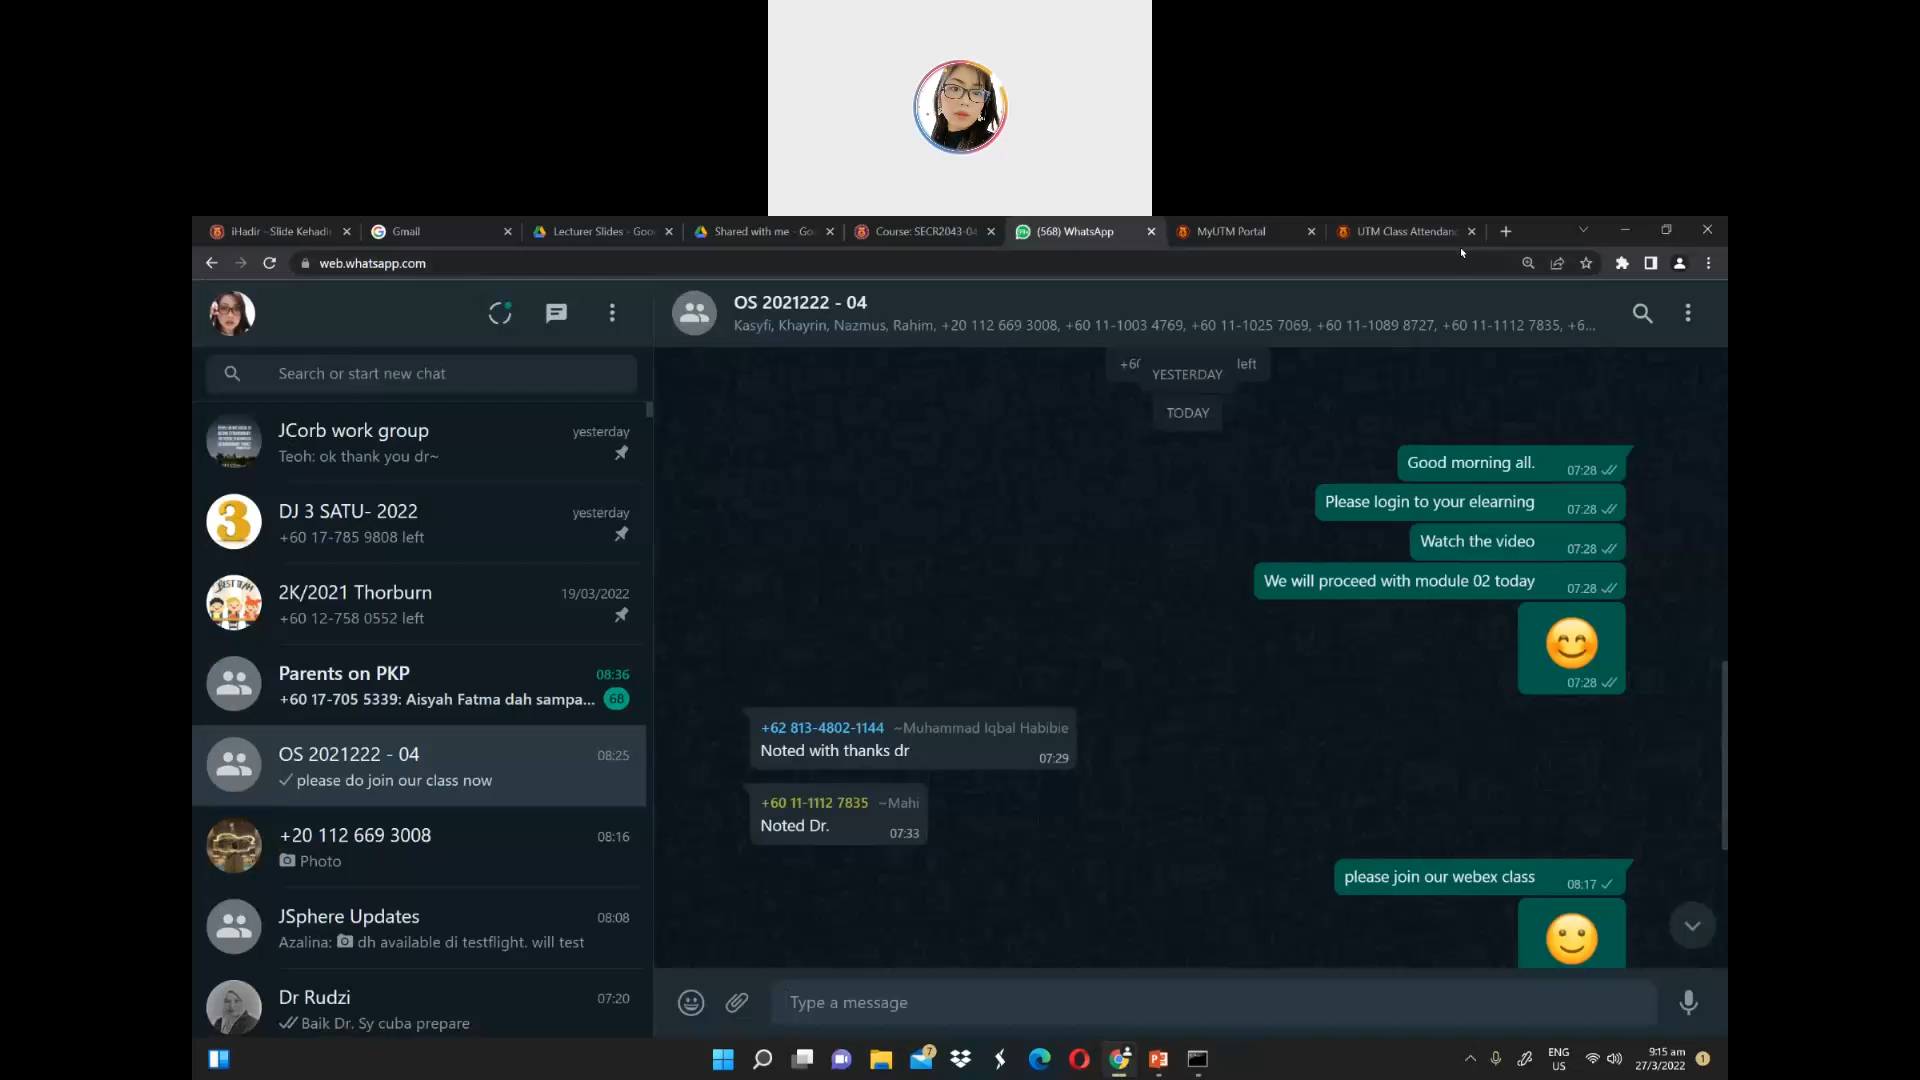 iHadir - Slide Kehadi
Gmail
Lecturer Slides - Goo
Shared with me - Go
Course: SECR2043-04
(568) WhatsApp
MyUTM Portal
UTM Class Attendan
web.whatsapp.com
OS 2021222 - 04
Kasyfi, Khayrin, Nazmus, Rahim, +20 112 669 3008, +60 11-1003 4769, +60 11-1025 7069, +60 11-1089 8727, +60 11-1112 7835, +6...
Search or start new chat
JCorb work group
yesterday
Teoh: ok thank you dr~
DJ 3 SATU- 2022
yesterday
+60 17-785 9808 left
2K/2021 Thorburn
19/03/2022
+60 12-758 0552 left
Parents on PKP
08:36
+60 17-705 5339: Aisyah Fatma dah sampa...
68
OS 2021222 - 04
08:25
please do join our class now
+20 112 669 3008
08:16
Photo
JSphere Updates
08:08
Azalina: dh available di testflight. will test
Dr Rudzi
07:20
Baik Dr. Sy cuba prepare
+60 left
YESTERDAY
TODAY
Good morning all.
07:28
Please login to your elearning
07:28
Watch the video
07:28
We will proceed with module 02 today
07:28
07:28
+62 813-4802-1144 ~Muhammad Iqbal Habibie
Noted with thanks dr
07:29
+60 11-1112 7835 ~Mahi
Noted Dr.
07:33
please join our webex class
08:17
Type a message
7
ENG
US
9:15 am
27/3/2022
1